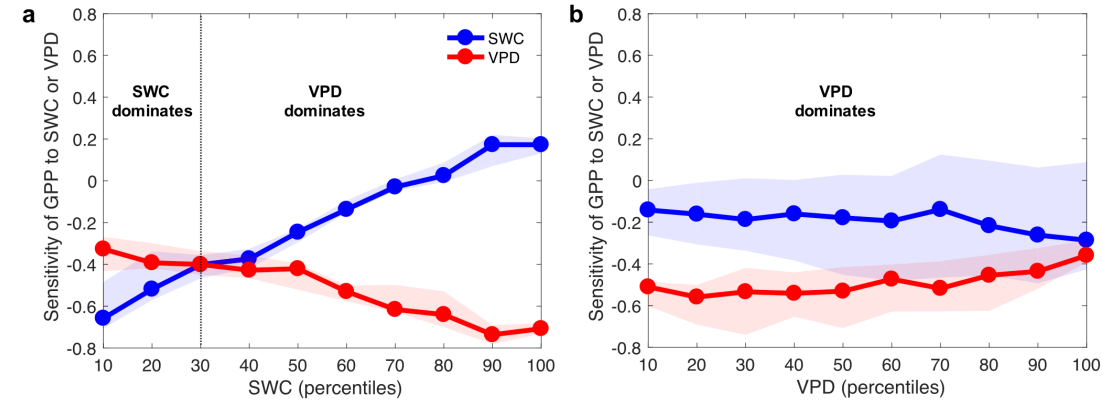 a
Sensitivity of GPP to SWC or VPD
0.8
0.6
0.4
0.2
0
-0.2
-0.4
-0.6
-0.8
SWC
dominates
VPD
dominates
SWC
VPD
10 20 30 40 50 60 70 80 90 100
SWC (percentiles)
b
Sensitivity of GPP to SWC or VPD
0.8
0.6
0.4
0.2
0
-0.2
-0.4
-0.6
-0.8
VPD
dominates
10 20 30 40 50 60 70 80 90 100
VPD (percentiles)